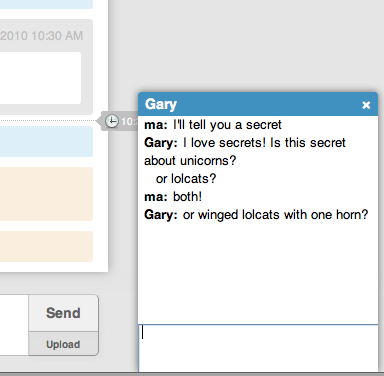 2010 10:30 AM
10:
Send
Upload
Gary ×
ma: I'll tell you a secret
Gary: I love secrets! Is this secret
about unicorns?
or lolcats?
ma: both!
Gary: or winged lolcats with one horn?